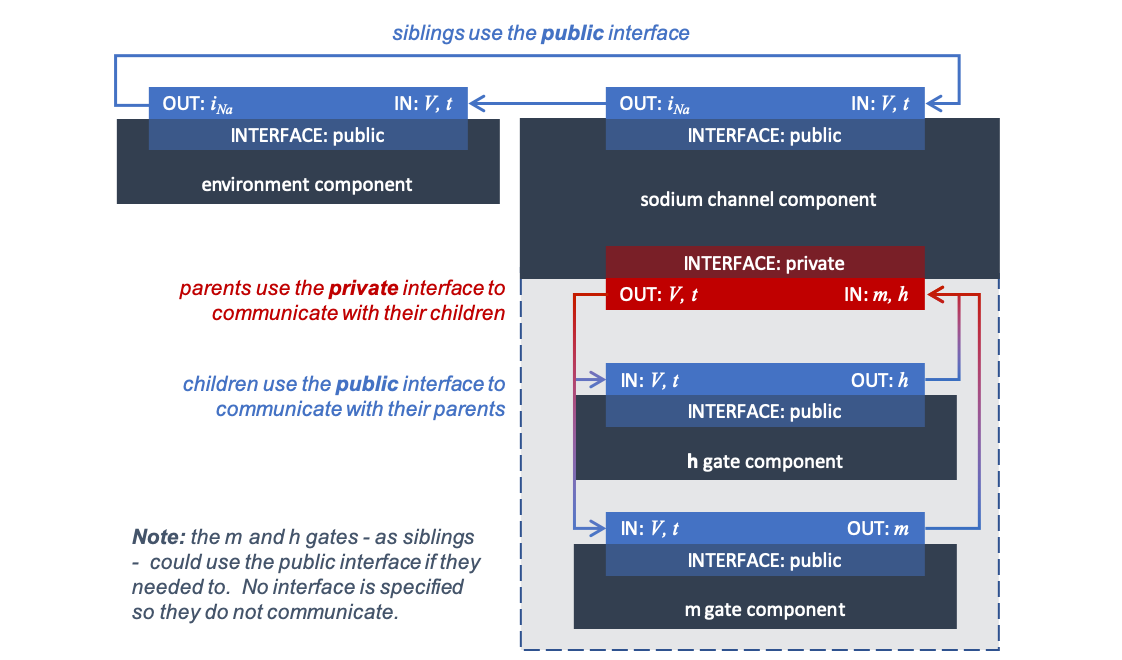 siblings use the public interface
OUT: iNa IN: V, t
INTERFACE: public
environment component
OUT: iNa IN: V, t
INTERFACE: public
sodium channel component
INTERFACE: private
OUT: V, t IN: m, h
parents use the private interface to
communicate with their children
children use the public interface to
communicate with their parents
IN: V, t OUT: h
INTERFACE: public
h gate component
IN: V, t OUT: m
INTERFACE: public
m gate component
Note: the m and h gates - as siblings
- could use the public interface if they
needed to. No interface is specified
so they do not communicate.